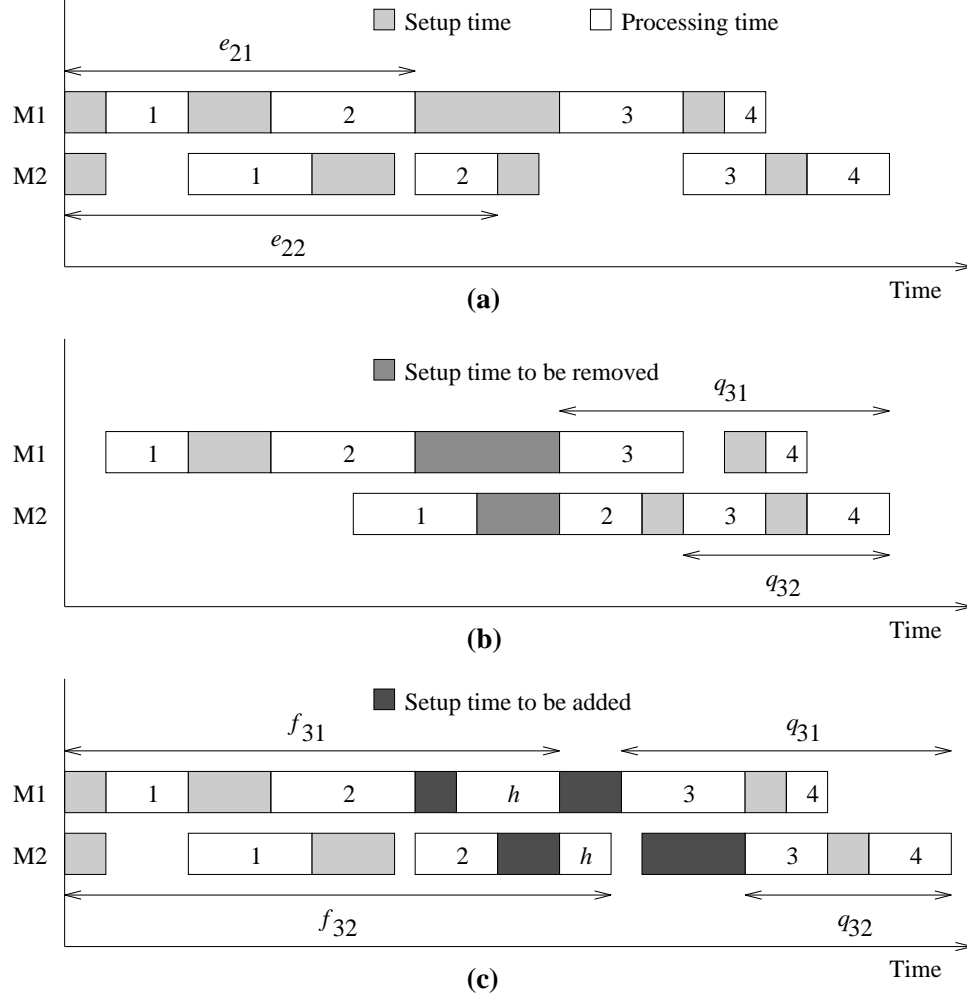 Setup time Processing time
e21
M1 1 2 3 4
M2 1 2 3 4
e22
Time
(a)
Setup time to be removed
q31
M1 1 2 3 4
M2 1 2 3 4
q32
Time
(b)
Setup time to be added
f31 q31
M1 1 2 h 3 4
M2 1 2 h 3 4
f32 q32
Time
(c)